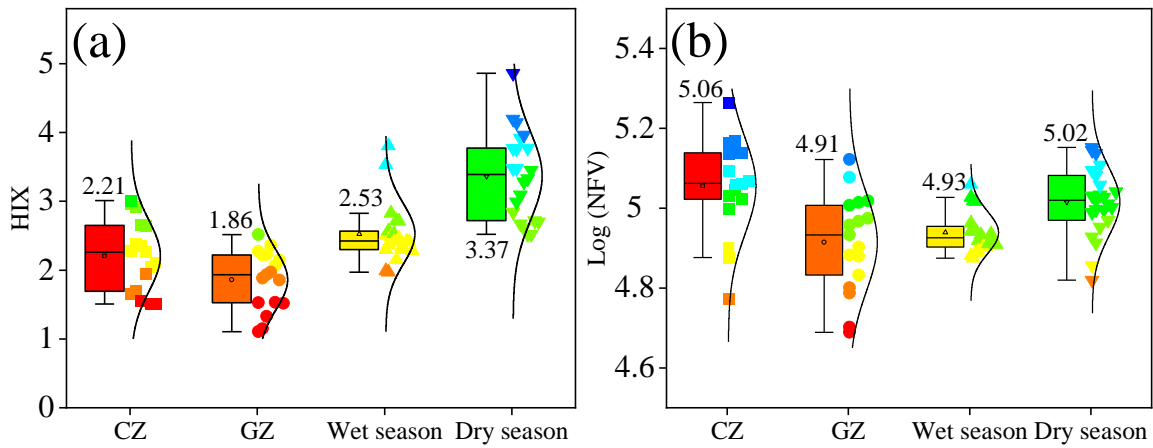 (a)
HIX
5
4
3
2
1
0
2.21
1.86
2.53
3.37
CZ
GZ
Wet season
Dry season
(b)
Log (NFV)
5.4
5.2
5
4.8
4.6
5.06
4.91
4.93
5.02
CZ
GZ
Wet season
Dry season